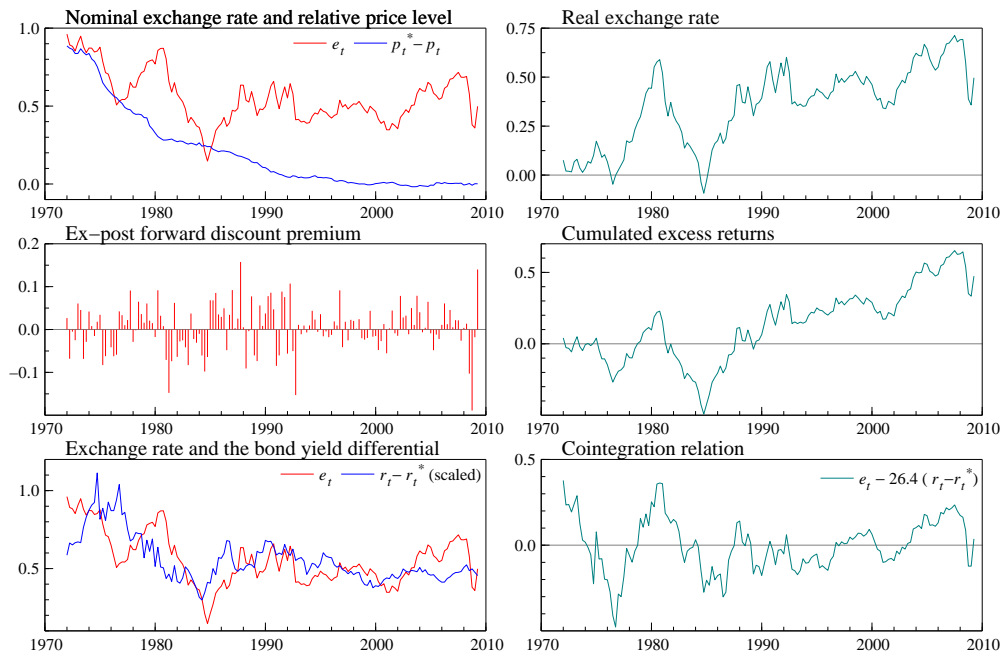 Nominal exchange rate and relative price level
e_t p_t^* − p_t
1.0
0.5
0.0
1970 1980 1990 2000 2010
Real exchange rate
0.75
0.50
0.25
0.00
1970 1980 1990 2000 2010
Ex−post forward discount premium
0.2
0.1
0.0
−0.1
1970 1980 1990 2000 2010
Cumulated excess returns
0.5
0.0
1970 1980 1990 2000 2010
Exchange rate and the bond yield differential
e_t r_t − r_t^* (scaled)
1.0
0.5
1970 1980 1990 2000 2010
Cointegration relation
e_t − 26.4 ( r_t − r_t^*)
0.5
0.0
1970 1980 1990 2000 2010